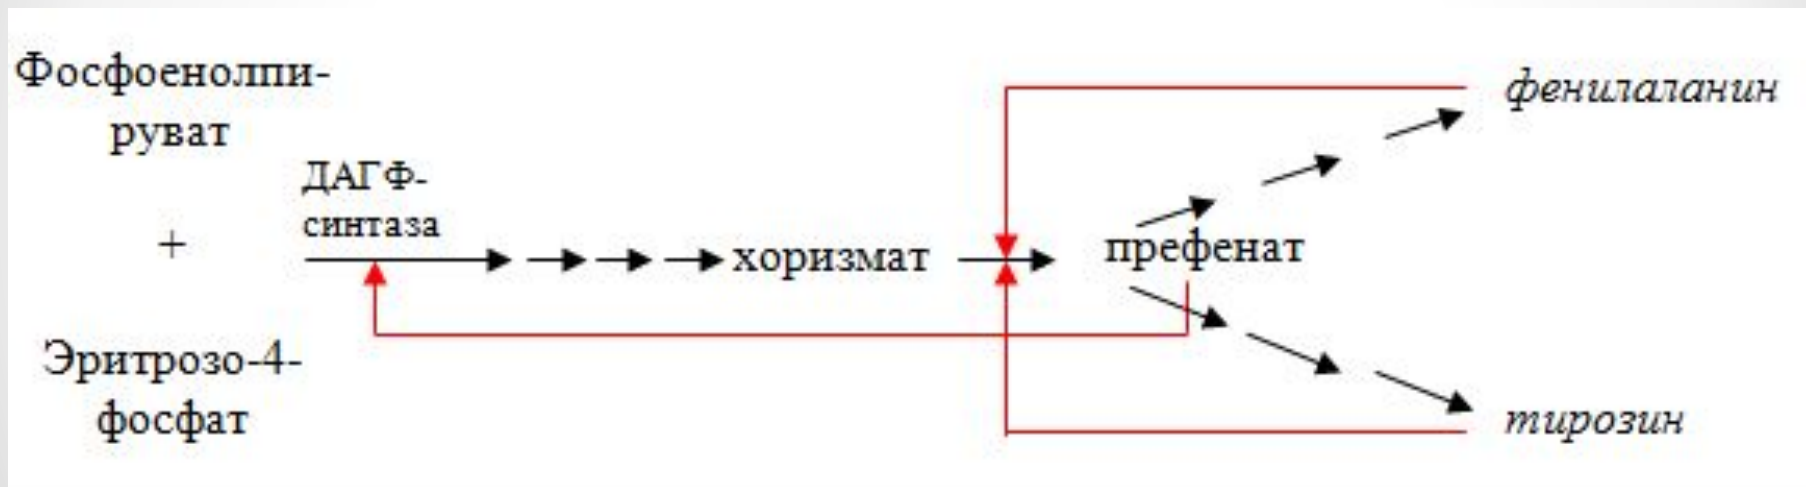 Фосфоенолпи-
руват
+
Эритрозо-4-
фосфат
ДАГФ-
синтаза
хоризмат
префенат
фенилаланин
тирозин